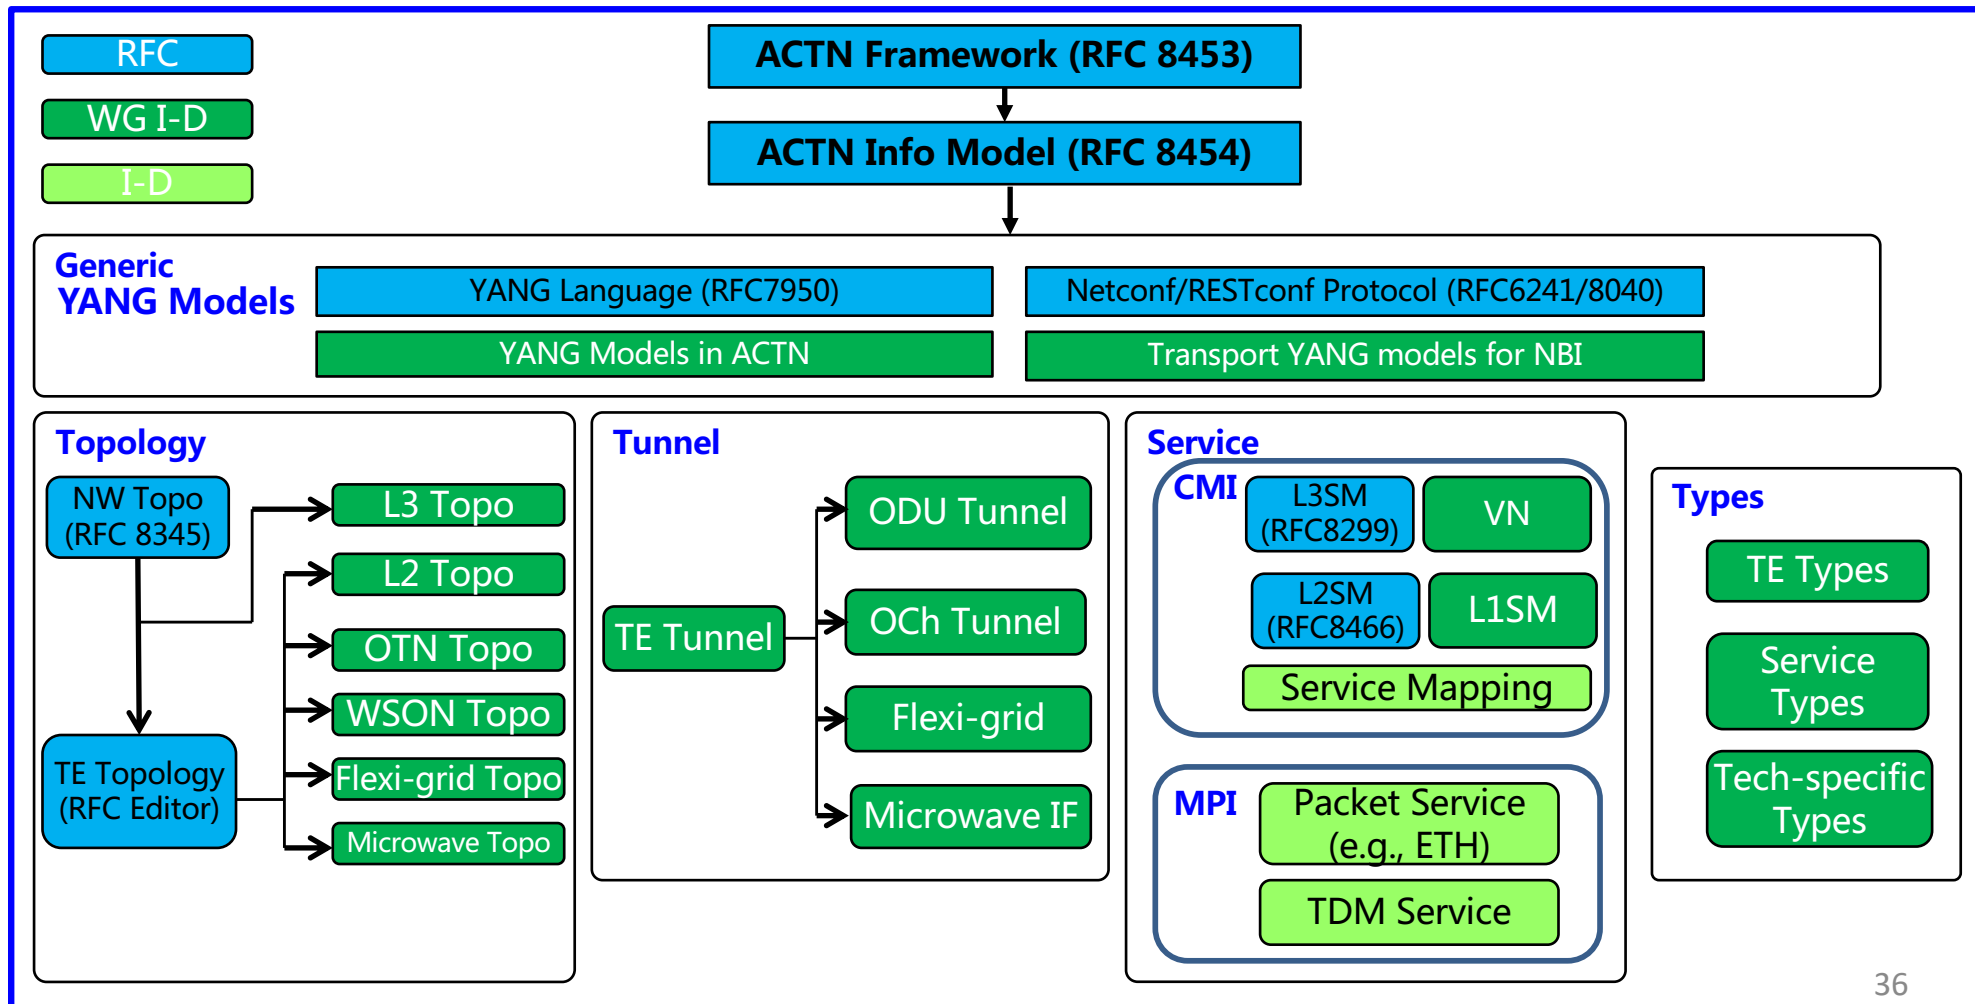 RFC
WG I-D
I-D
ACTN Framework (RFC 8453)
ACTN Info Model (RFC 8454)
Generic
YANG Models
YANG Language (RFC7950)
Netconf/RESTconf Protocol (RFC6241/8040)
YANG Models in ACTN
Transport YANG models for NBI
Topology
NW Topo
(RFC 8345)
TE Topology
(RFC Editor)
L3 Topo
L2 Topo
OTN Topo
WSON Topo
Flexi-grid Topo
Microwave Topo
Tunnel
TE Tunnel
ODU Tunnel
OCh Tunnel
Flexi-grid
Microwave IF
Service
CMI
L3SM
(RFC8299)
VN
L2SM
(RFC8466)
L1SM
Service Mapping
MPI
Packet Service
(e.g., ETH)
TDM Service
Types
TE Types
Service
Types
Tech-specific
Types
36